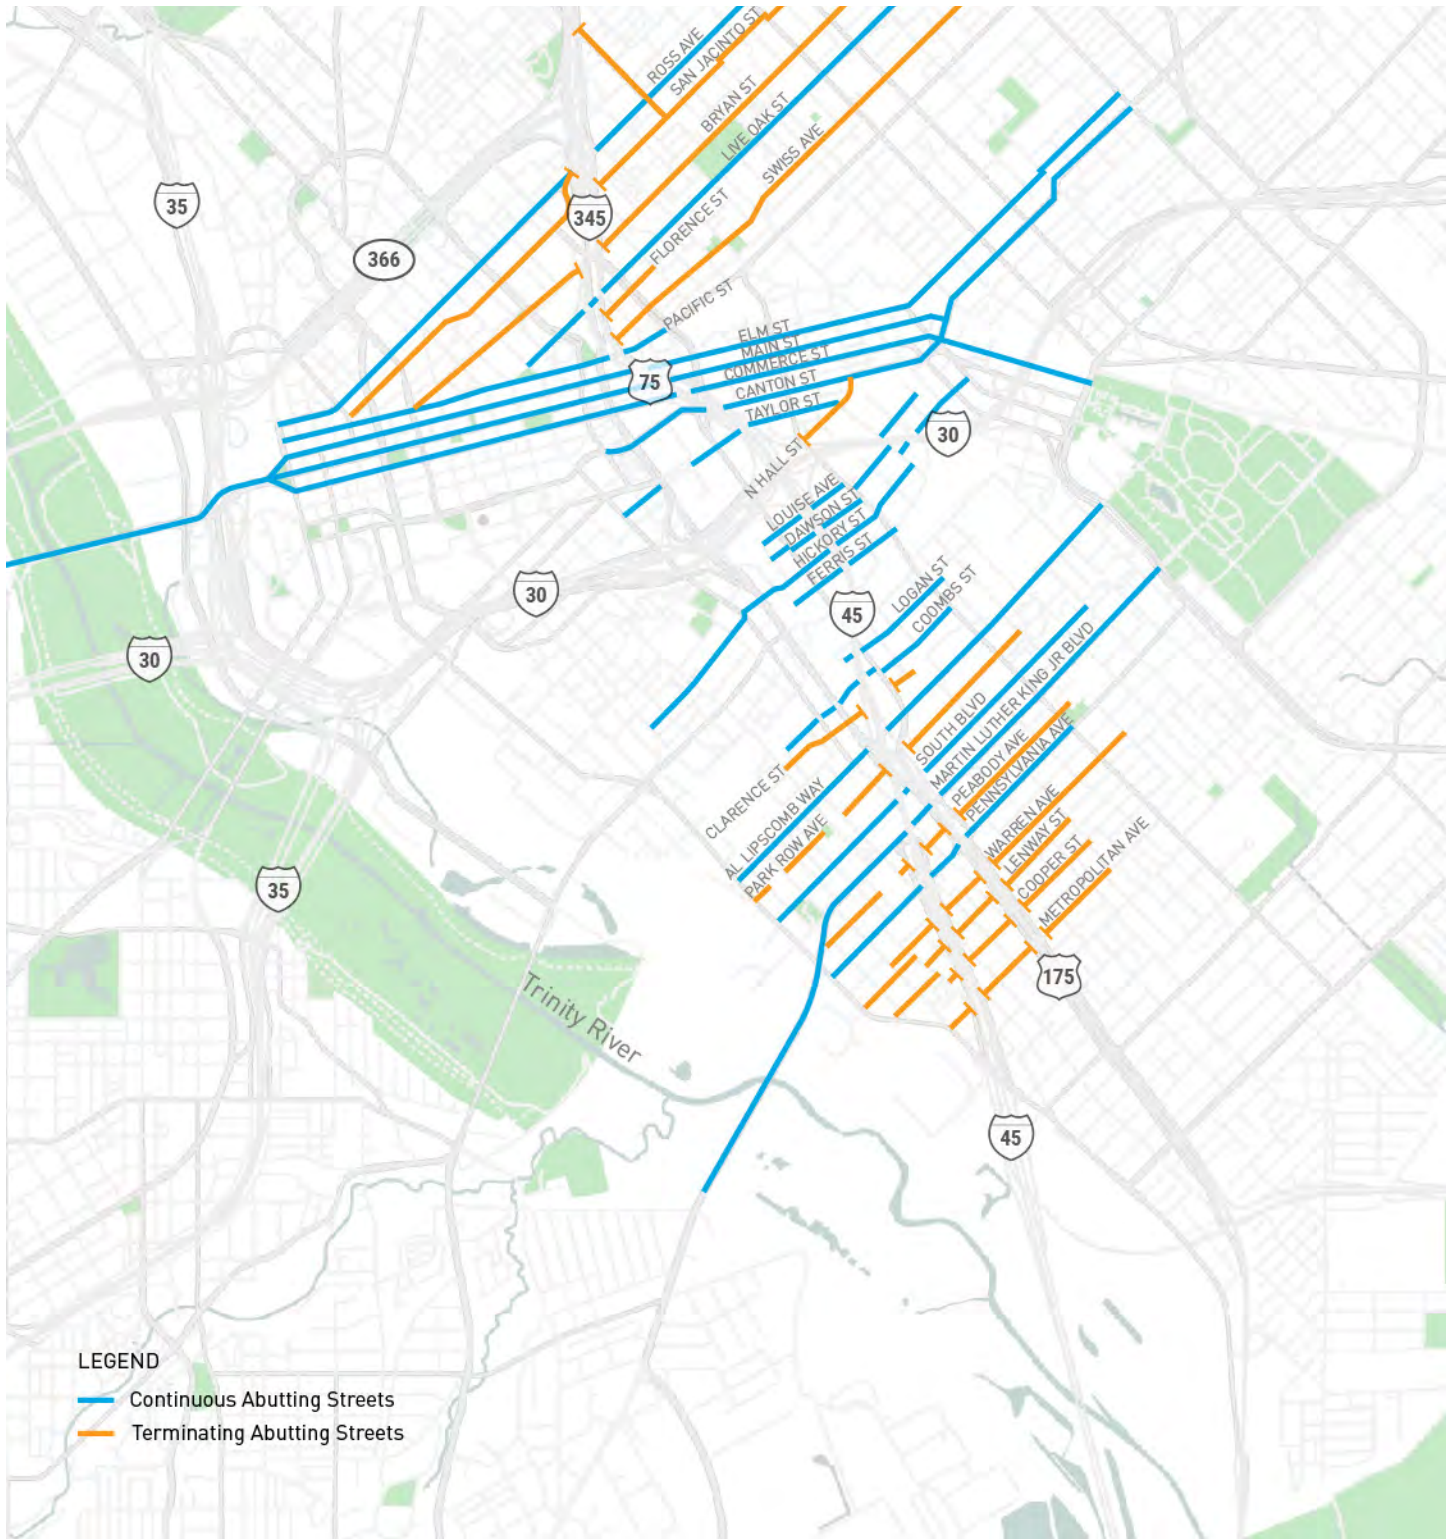 ROSS AVE
SAN JACINTO ST
BRYAN ST
LIVE OAK ST
SWISS AVE
35
345
FLORENCE ST
366
PACIFIC ST
ELM ST
MAIN ST
COMMERCE ST
75
CANTON ST
TAYLOR ST
30
N HALL ST
LOUISE AVE
DAWSON ST
HICKORY ST
FERRIS ST
30
LOGAN ST
COOMBS ST
45
30
SOUTH BLVD
MARTIN LUTHER KING JR BLVD
PEABODY AVE
PENNSYLVANIA AVE
CLARENCE ST
AL LIPSCOMB WAY
PARK ROW AVE
WARREN AVE
LENWAY ST
COOPER ST
METROPOLITAN AVE
35
175
Trinity River
45
LEGEND
Continuous Abutting Streets
Terminating Abutting Streets